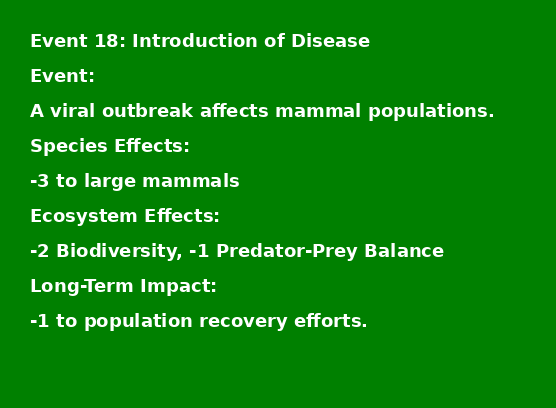 Event 18: Introduction of Disease
Event:
A viral outbreak affects mammal populations.
Species Effects:
-3 to large mammals
Ecosystem Effects:
-2 Biodiversity, -1 Predator-Prey Balance
Long-Term Impact:
-1 to population recovery efforts.